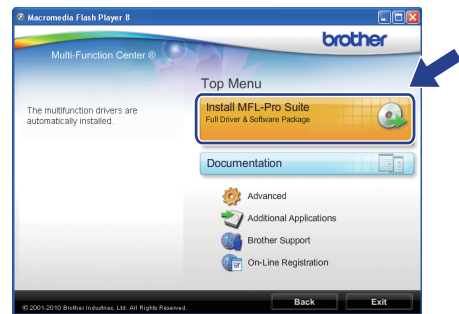 Macromedia Flash Player 8
brother
Multi-Function Center ®
Top Menu
The multifunction drivers are
automatically installed.
Install MFL-Pro Suite
Full Driver & Software Package
Documentation
Advanced
Additional Applications
Brother Support
On-Line Registration
© 2001-2010 Brother Industries, Ltd. All Rights Reserved.
Back
Exit